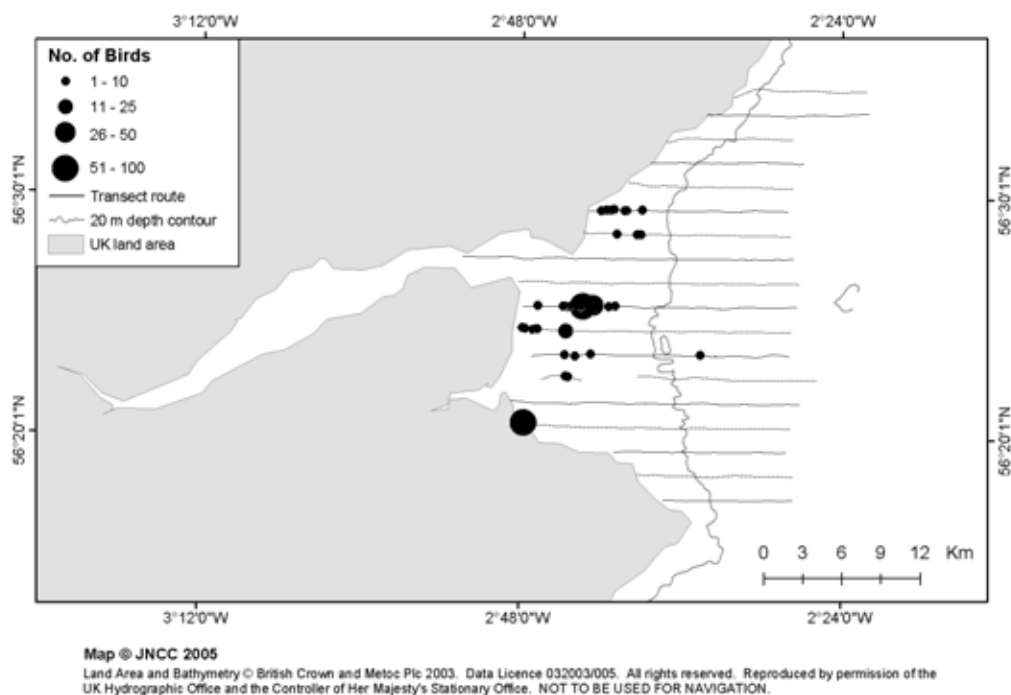 3°12'0"W 2°48'0"W 2°24'0"W
No. of Birds
1 - 10
11 - 25
26 - 50
51 - 100
Transect route
20 m depth contour
UK land area
56°30'1"N 56°30'1"N
56°20'1"N 56°20'1"N
0 3 6 9 12 Km
3°12'0"W 2°48'0"W 2°24'0"W
Map © JNCC 2005
Land Area and Bathymetry © British Crown and Metoc Plc 2003. Data Licence 032003/005. All rights reserved. Reproduced by permission of the
UK Hydrographic Office and the Controller of Her Majesty's Stationary Office. NOT TO BE USED FOR NAVIGATION.